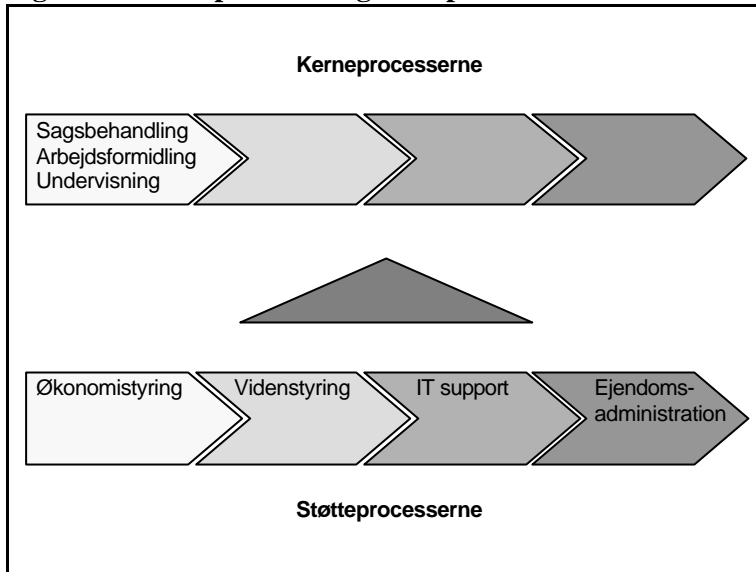 Kerneprocesserne
Sagsbehandling
Arbejdsformidling
Undervisning
Økonomistyring
Videnstyring
IT support
Ejendoms-
administration
Støtteprocesserne